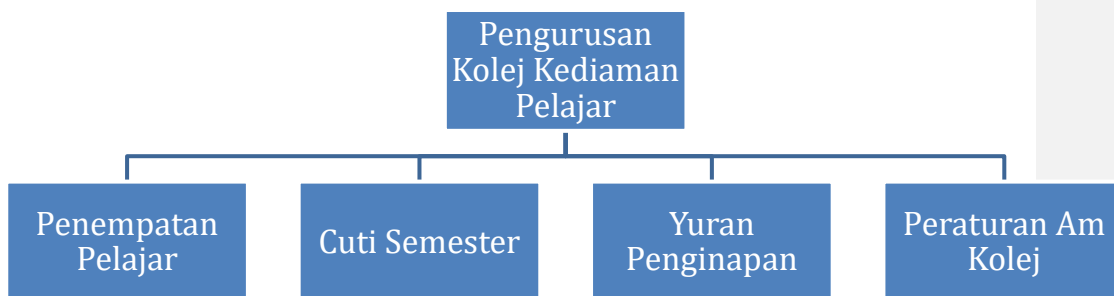 Pengurusan
Kolej Kediaman
Pelajar
Penempatan
Pelajar
Cuti Semester
Yuran
Penginapan
Peraturan Am
Kolej